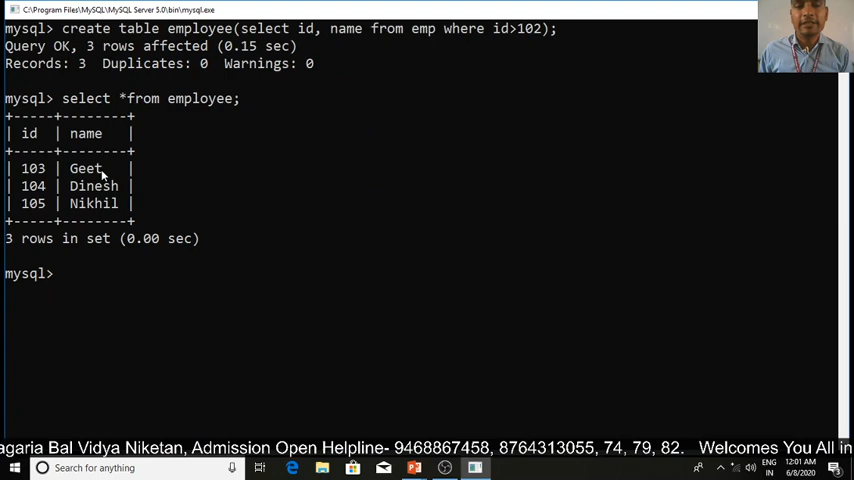 C:\Program Files\MySQL\MySQL Server 5.0\bin\mysql.exe
mysql> create table employee(select id, name from emp where id>102);
Query OK, 3 rows affected (0.15 sec)
Records: 3  Duplicates: 0  Warnings: 0
mysql> select *from employee;
+-----+--------+
| id  | name   |
+-----+--------+
| 103 | Geet   |
| 104 | Dinesh |
| 105 | Nikhil |
+-----+--------+
3 rows in set (0.00 sec)
mysql>
agaria Bal Vidya Niketan, Admission Open Helpline- 9468867458, 8764313055, 74, 79, 82.   Welcomes You All in
Search for anything
ENG
IN
12:01 AM
6/8/2020
3